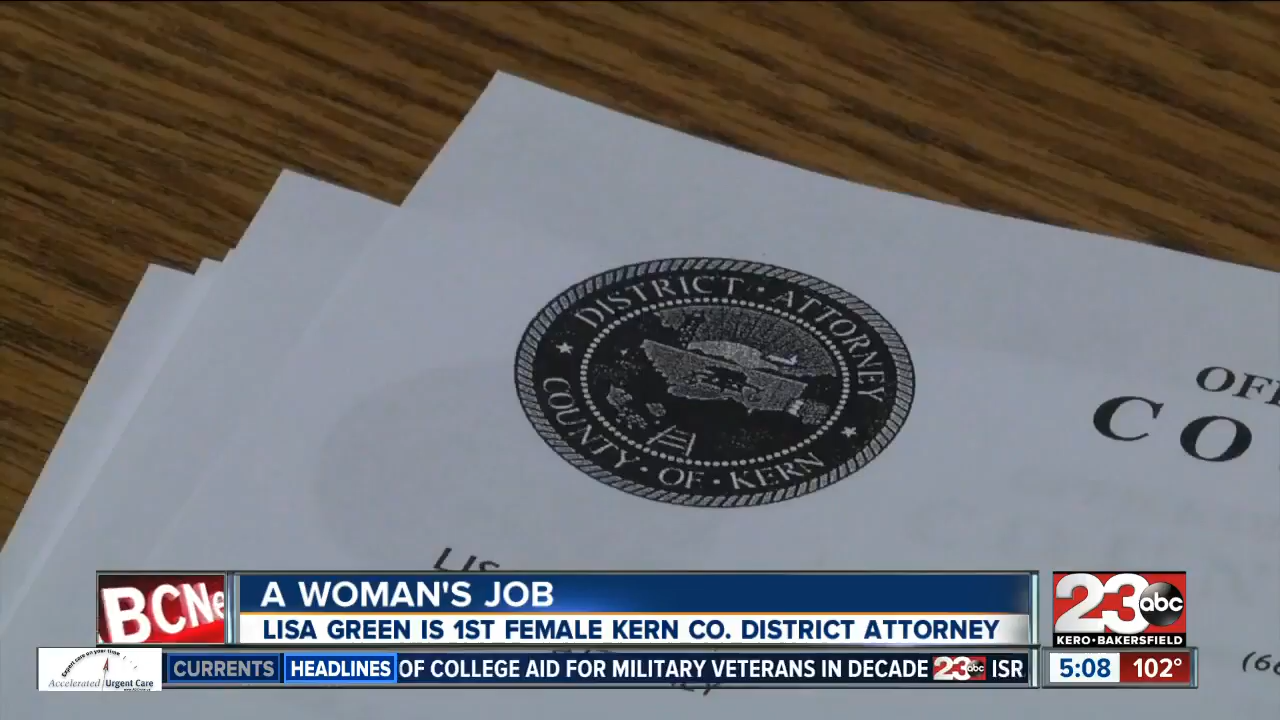 DISTRICT · ATTORNEY
COUNTY · OF · KERN
CO
A WOMAN'S JOB
LISA GREEN IS 1ST FEMALE KERN CO. DISTRICT ATTORNEY
23 abc
KERO·BAKERSFIELD
Accelerated Urgent Care
CURRENTS HEADLINES OF COLLEGE AID FOR MILITARY VETERANS IN DECADE 23 abc ISR
5:08 102°